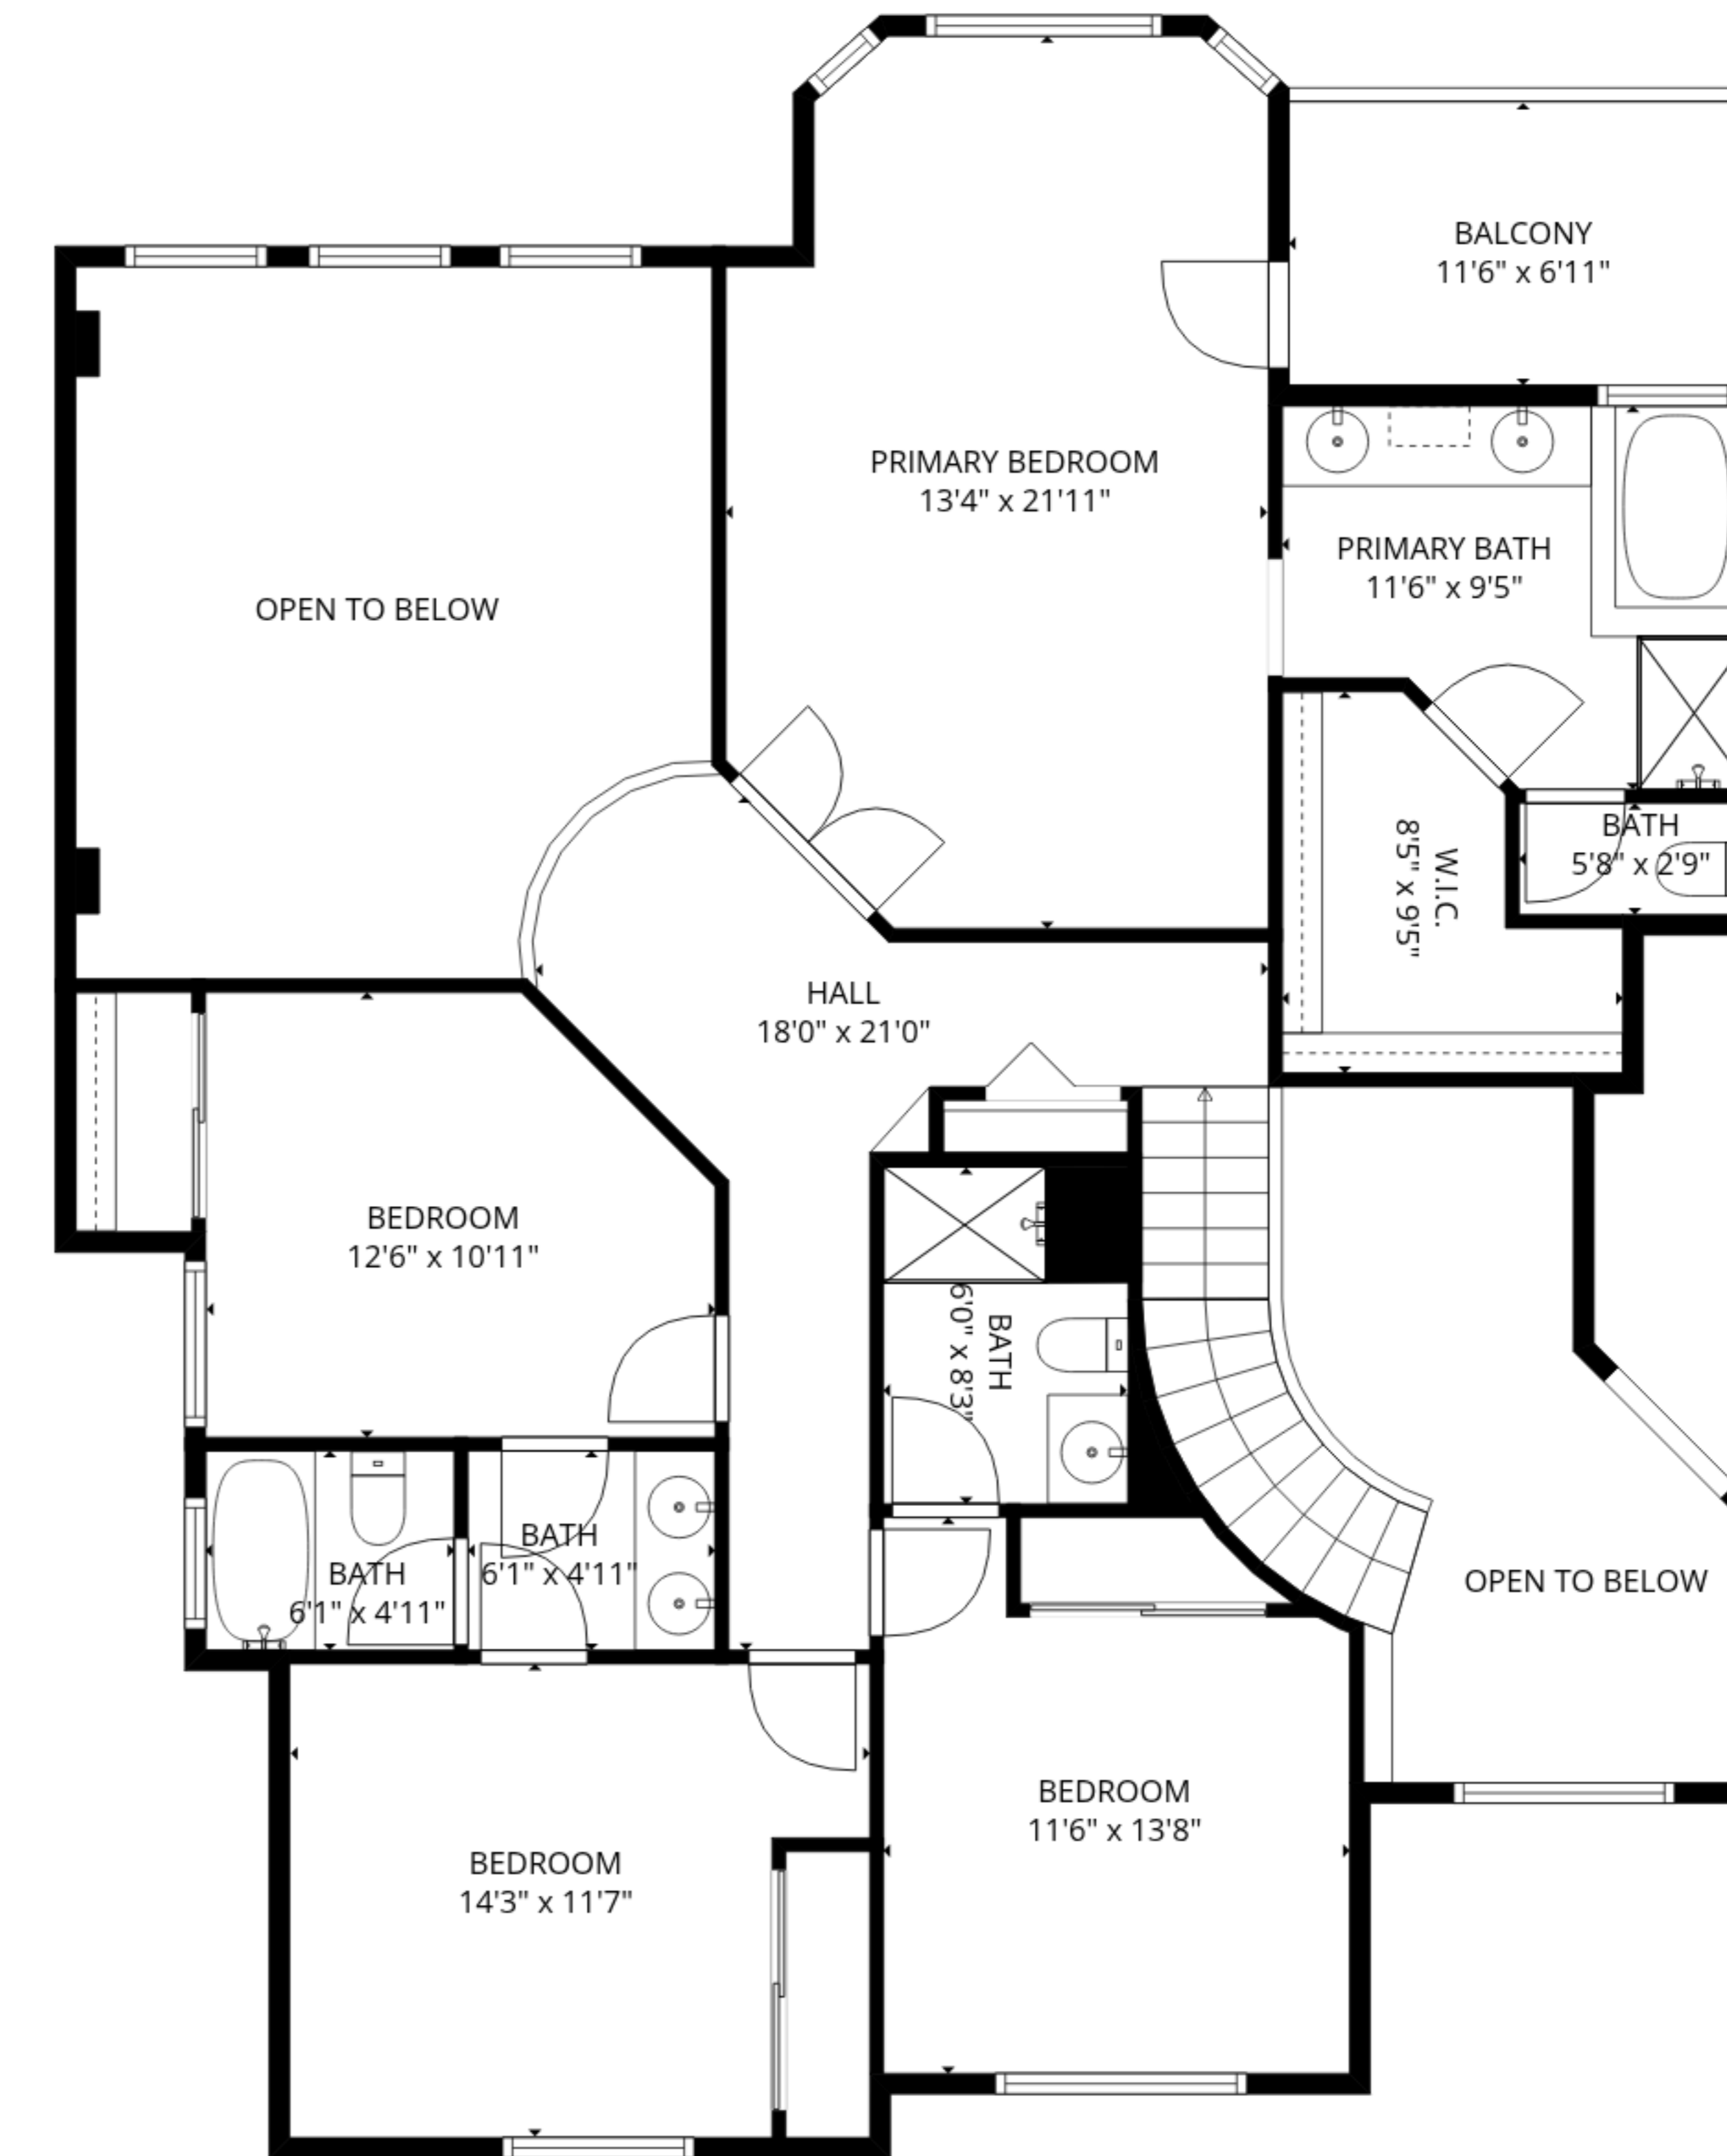 BALCONY
11'6" x 6'11"
PRIMARY BEDROOM
13'4" x 21'11"
PRIMARY BATH
11'6" x 9'5"
OPEN TO BELOW
BATH
5'8" x 2'9"
W.I.C.
8'5" x 9'5"
HALL
18'0" x 21'0"
BEDROOM
12'6" x 10'11"
BATH
6'0" x 8'3"
BATH
6'1" x 4'11"
BATH
6'1" x 4'11"
OPEN TO BELOW
BEDROOM
11'6" x 13'8"
BEDROOM
14'3" x 11'7"